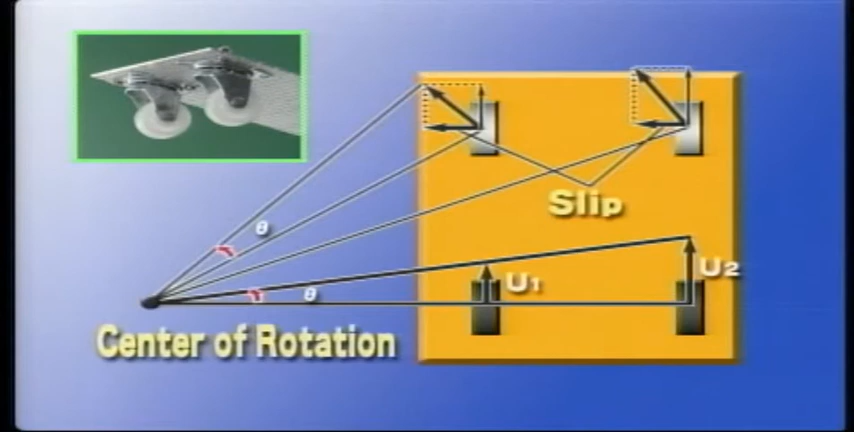 Slip
θ
U1
U2
θ
Center of Rotation